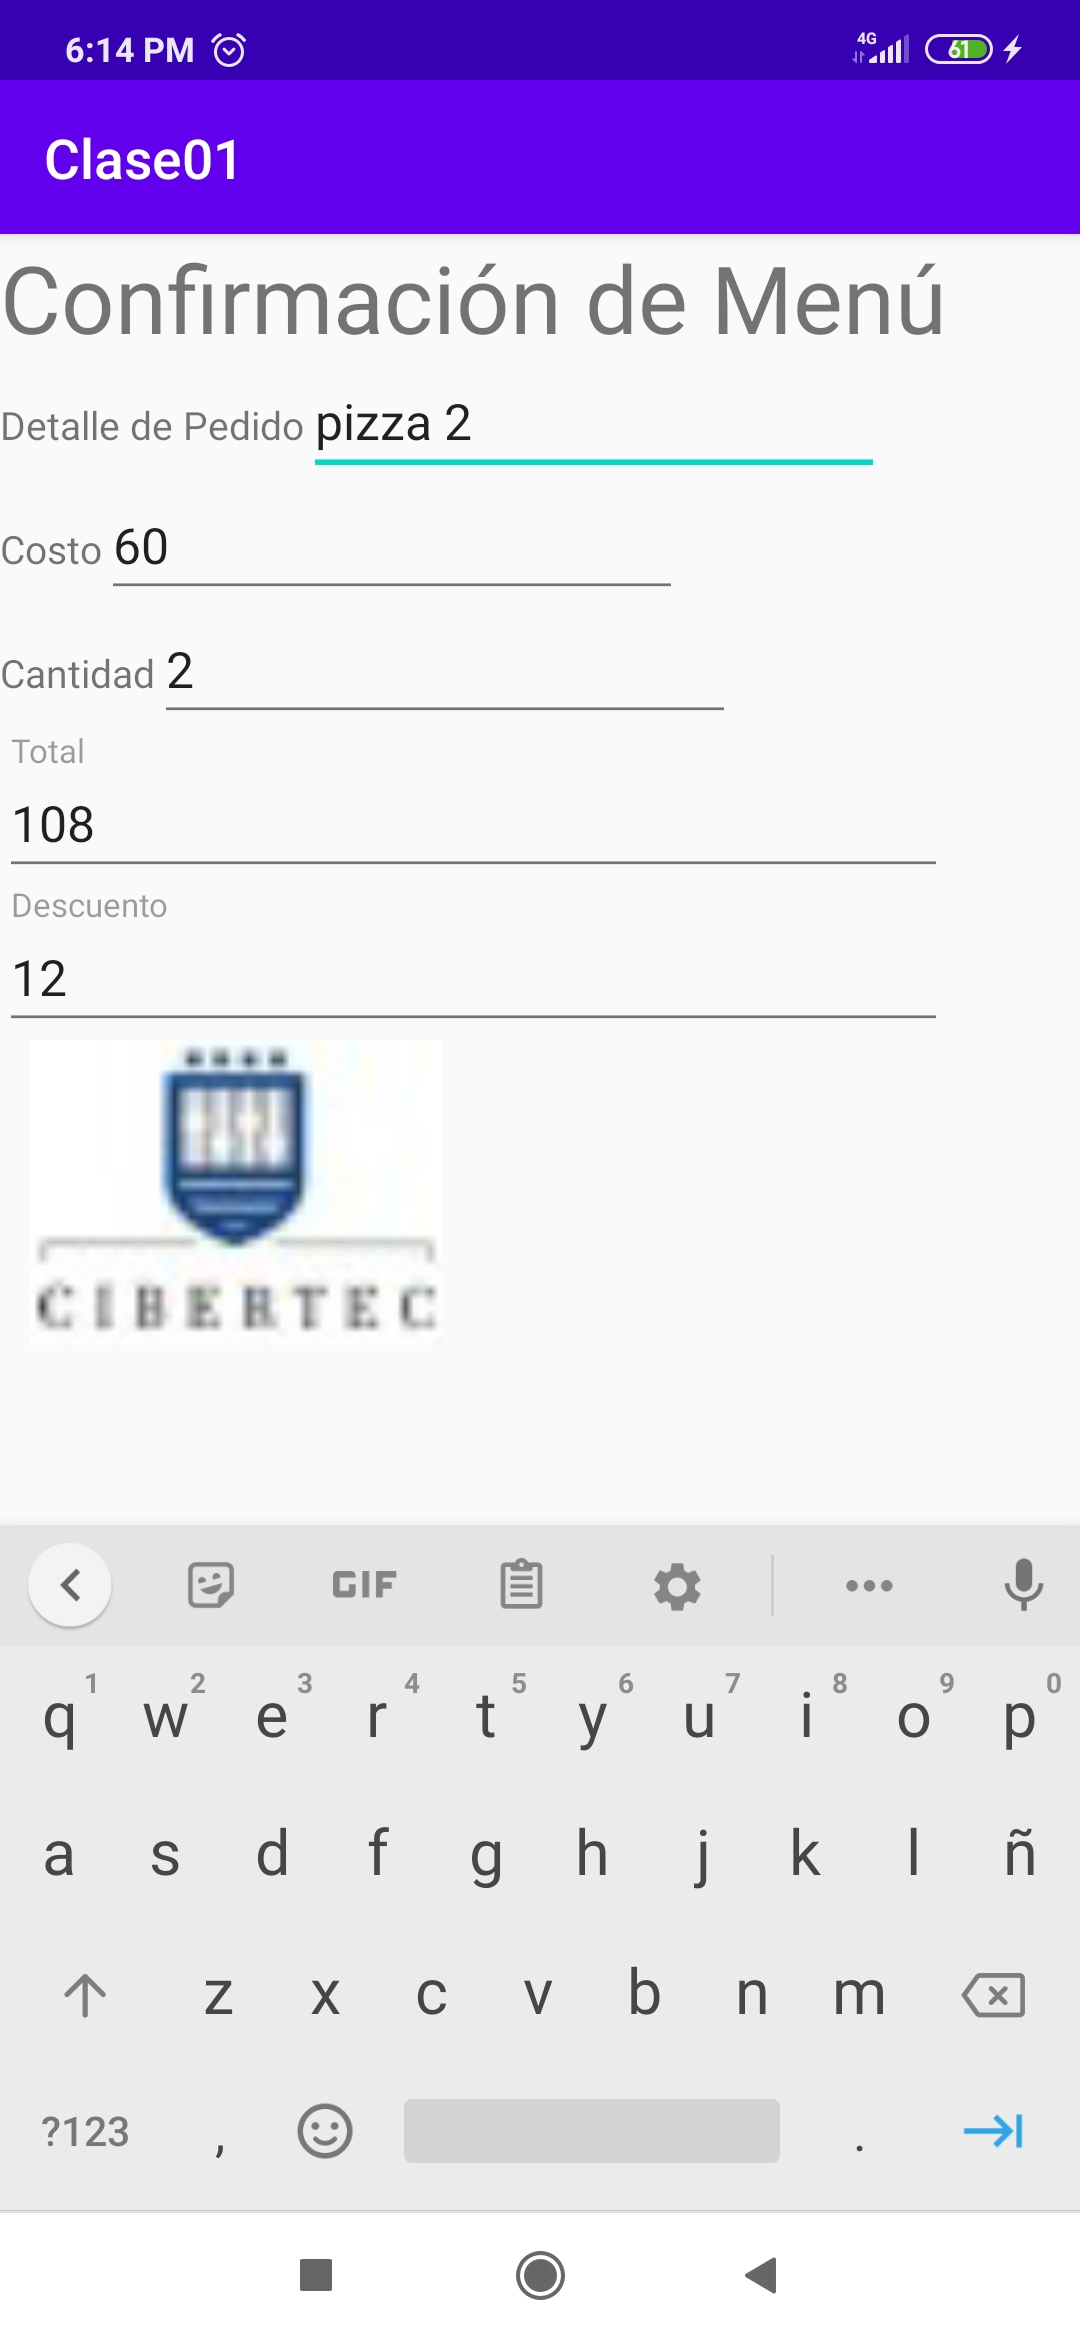 6:14 PM 4G 61
Clase01
Confirmación de Menú
Detalle de Pedido pizza 2
Costo 60
Cantidad 2
Total
108
Descuento
12
CIBERTEC
GIF
1 2 3 4 5 6 7 8 9 0
q w e r t y u i o p
a s d f g h j k l ñ
z x c v b n m
?123 , .